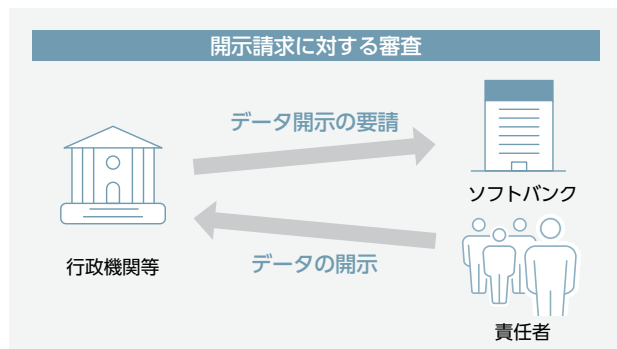 開示請求に対する審査
データ開示の要請
ソフトバンク
行政機関等
データの開示
責任者